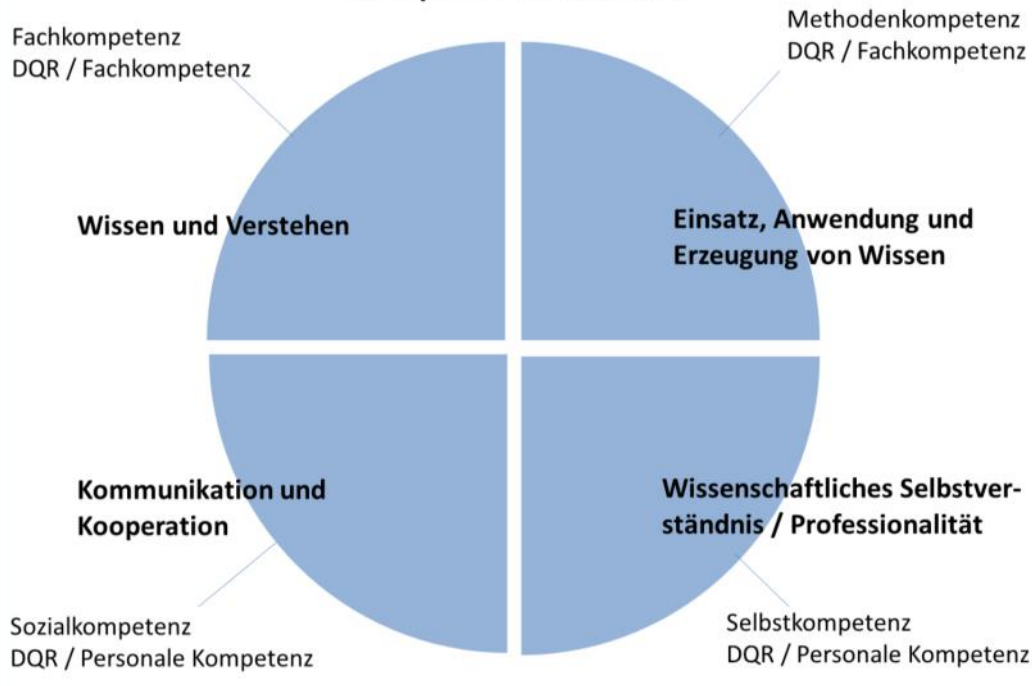 Fachkompetenz
DQR / Fachkompetenz
Methodenkompetenz
DQR / Fachkompetenz
Wissen und Verstehen
Einsatz, Anwendung und
Erzeugung von Wissen
Kommunikation und
Kooperation
Wissenschaftliches Selbstver-
ständnis / Professionalität
Sozialkompetenz
DQR / Personale Kompetenz
Selbstkompetenz
DQR / Personale Kompetenz